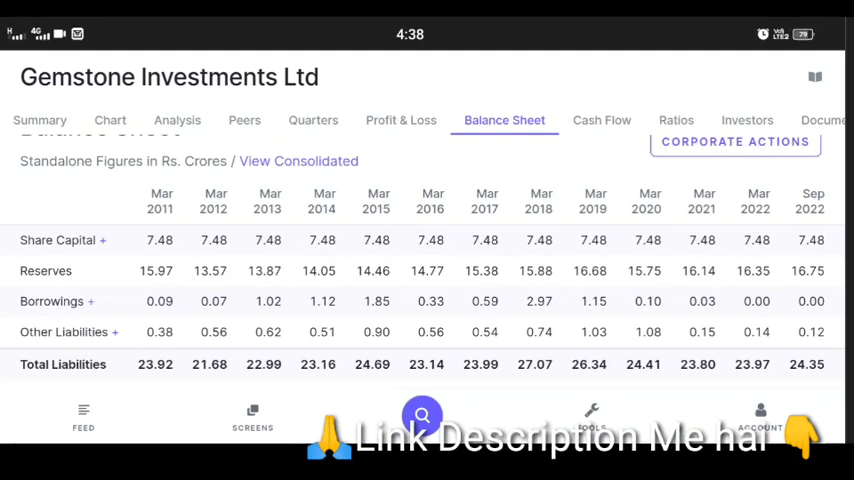 H 4G 4:38 Vol) LTE2 79
Gemstone Investments Ltd
Summary Chart Analysis Peers Quarters Profit & Loss Balance Sheet Cash Flow Ratios Investors Docume
Balance Sheet
CORPORATE ACTIONS
Standalone Figures in Rs. Crores / View Consolidated
Mar 2011 Mar 2012 Mar 2013 Mar 2014 Mar 2015 Mar 2016 Mar 2017 Mar 2018 Mar 2019 Mar 2020 Mar 2021 Mar 2022 Sep 2022
Share Capital + 7.48 7.48 7.48 7.48 7.48 7.48 7.48 7.48 7.48 7.48 7.48 7.48 7.48
Reserves 15.97 13.57 13.87 14.05 14.46 14.77 15.38 15.88 16.68 15.75 16.14 16.35 16.75
Borrowings + 0.09 0.07 1.02 1.12 1.85 0.33 0.59 2.97 1.15 0.10 0.03 0.00 0.00
Other Liabilities + 0.38 0.56 0.62 0.51 0.90 0.56 0.54 0.74 1.03 1.08 0.15 0.14 0.12
Total Liabilities 23.92 21.68 22.99 23.16 24.69 23.14 23.99 27.07 26.34 24.41 23.80 23.97 24.35
FEED SCREENS TOOLS ACCOUNT
🙏Link Description Me hai👇